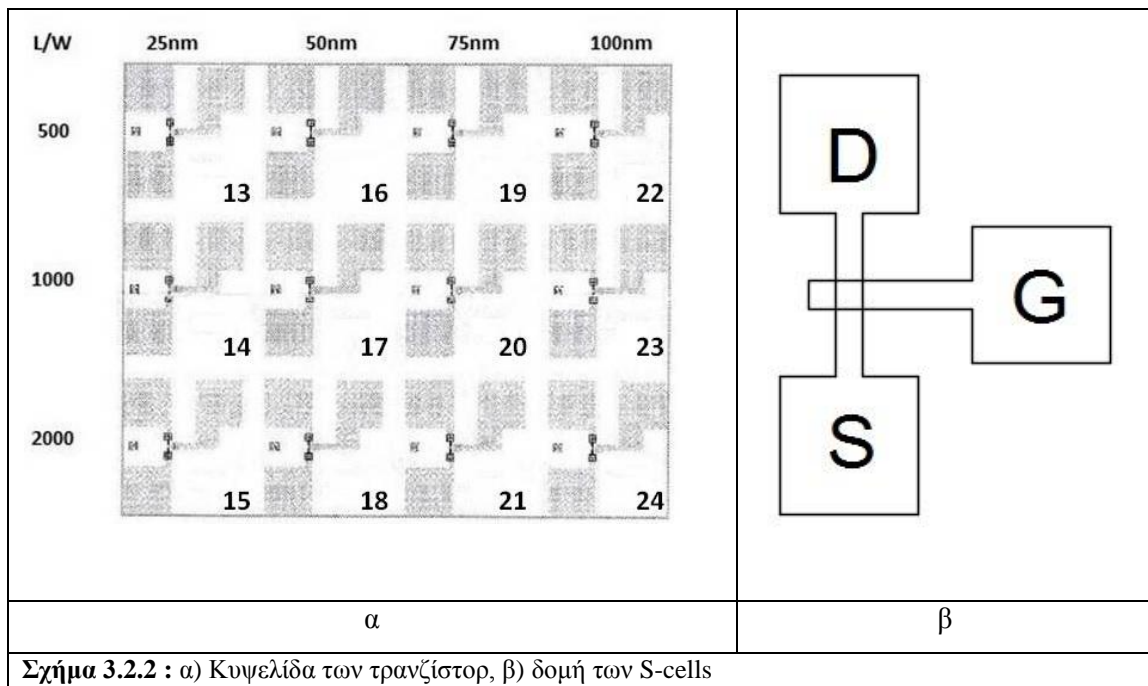 L/W 25nm 50nm 75nm 100nm
500
13 16 19 22
1000
14 17 20 23
2000
15 18 21 24
D
G
S
α β
Σχήμα 3.2.2 : α) Κυψελίδα των τρανζίστορ, β) δομή των S-cells